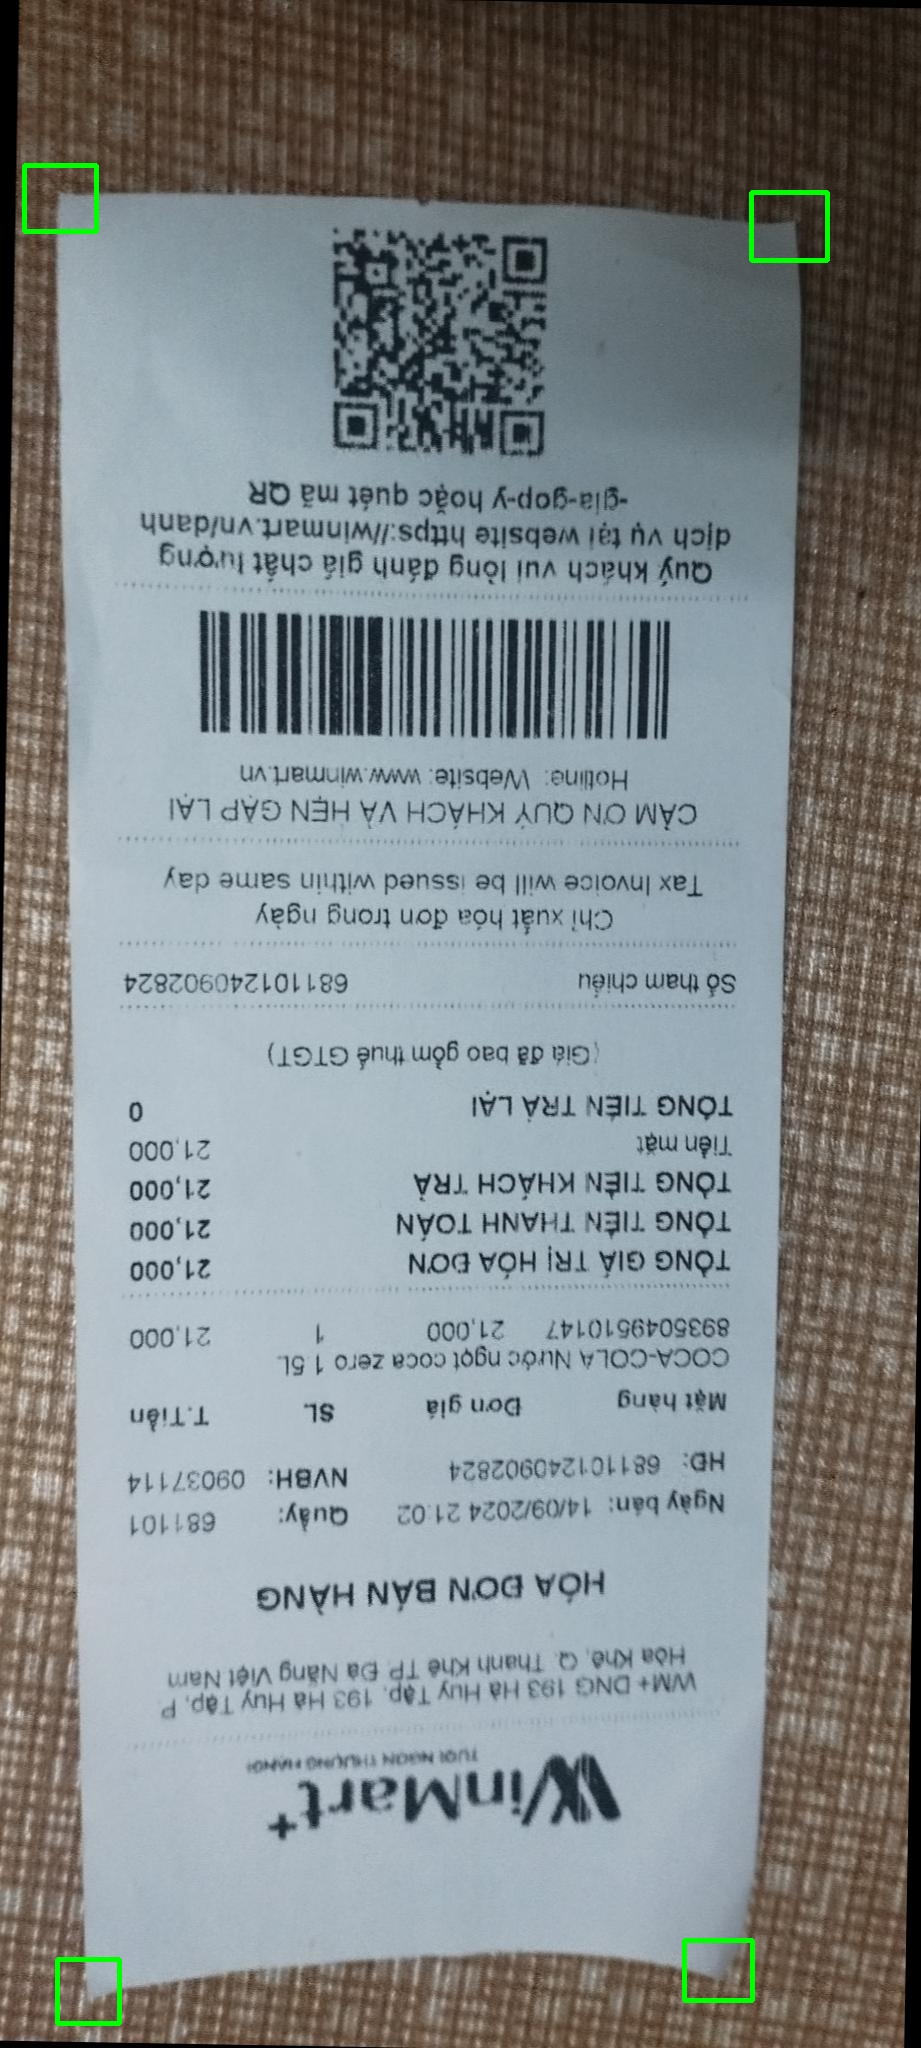 WinMart+
TƯƠI NGON THƯỢNG HẠNG
WM+ DNG 193 Hà Huy Tập, 193 Hà Huy Tập, P.
Hòa Khê, Q. Thanh Khê TP. Đà Nẵng Việt Nam
HÓA ĐƠN BÁN HÀNG
Ngày bán: 14/09/2024 21:02 Quầy: 681101
HĐ: 681101240902824 NVBH: 09037114
Mặt hàng Đơn giá SL T.Tiền
COCA-COLA Nước ngọt coca zero 1.5L
8935049510147 21,000 1 21,000
TỔNG GIÁ TRỊ HÓA ĐƠN 21,000
TỔNG TIỀN THANH TOÁN 21,000
TỔNG TIỀN KHÁCH TRẢ 21,000
Tiền mặt 21,000
TỔNG TIỀN TRẢ LẠI 0
(Giá đã bao gồm thuế GTGT)
Số tham chiếu 681101240902824
Chỉ xuất hóa đơn trong ngày
Tax Invoice will be issued within same day
CẢM ƠN QUÝ KHÁCH VÀ HẸN GẶP LẠI
Hotline: Website: www.winmart.vn
Quý khách vui lòng đánh giá chất lượng
dịch vụ tại website https://winmart.vn/danh
-gia-gop-y hoặc quét mã QR